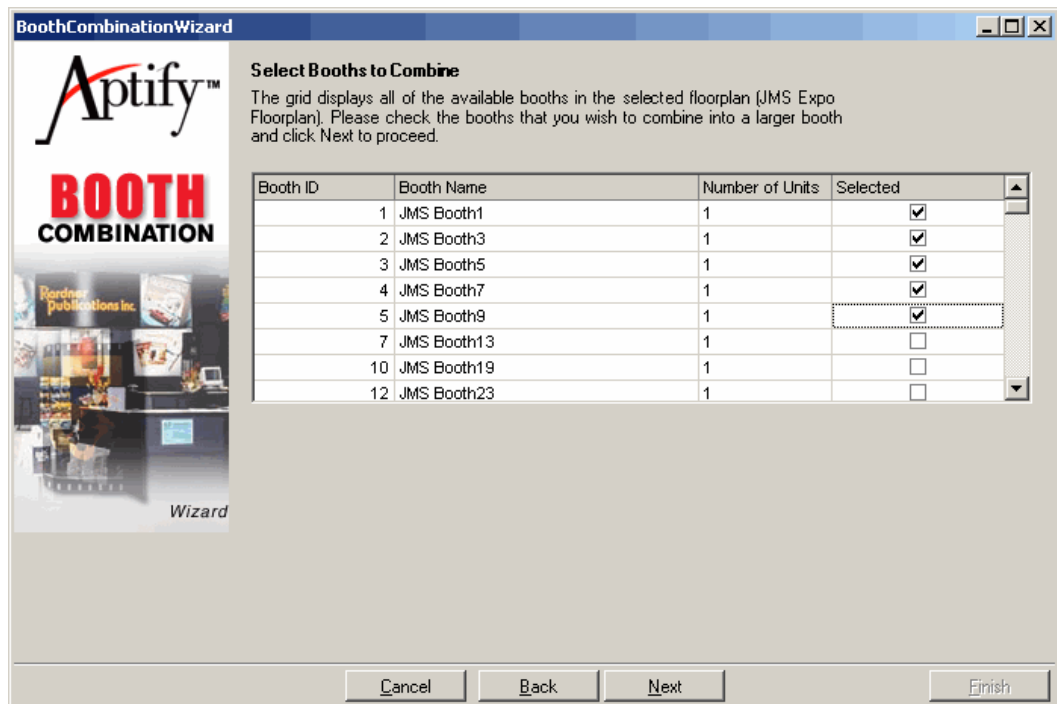 BoothCombinationWizard
Aptify™
BOOTH
COMBINATION
Rardner
Publications inc.
Wizard
Select Booths to Combine
The grid displays all of the available booths in the selected floorplan (JMS Expo
Floorplan). Please check the booths that you wish to combine into a larger booth
and click Next to proceed.
Booth ID Booth Name Number of Units Selected
1 JMS Booth1 1
2 JMS Booth3 1
3 JMS Booth5 1
4 JMS Booth7 1
5 JMS Booth9 1
7 JMS Booth13 1
10 JMS Booth19 1
12 JMS Booth23 1
Cancel Back Next Finish